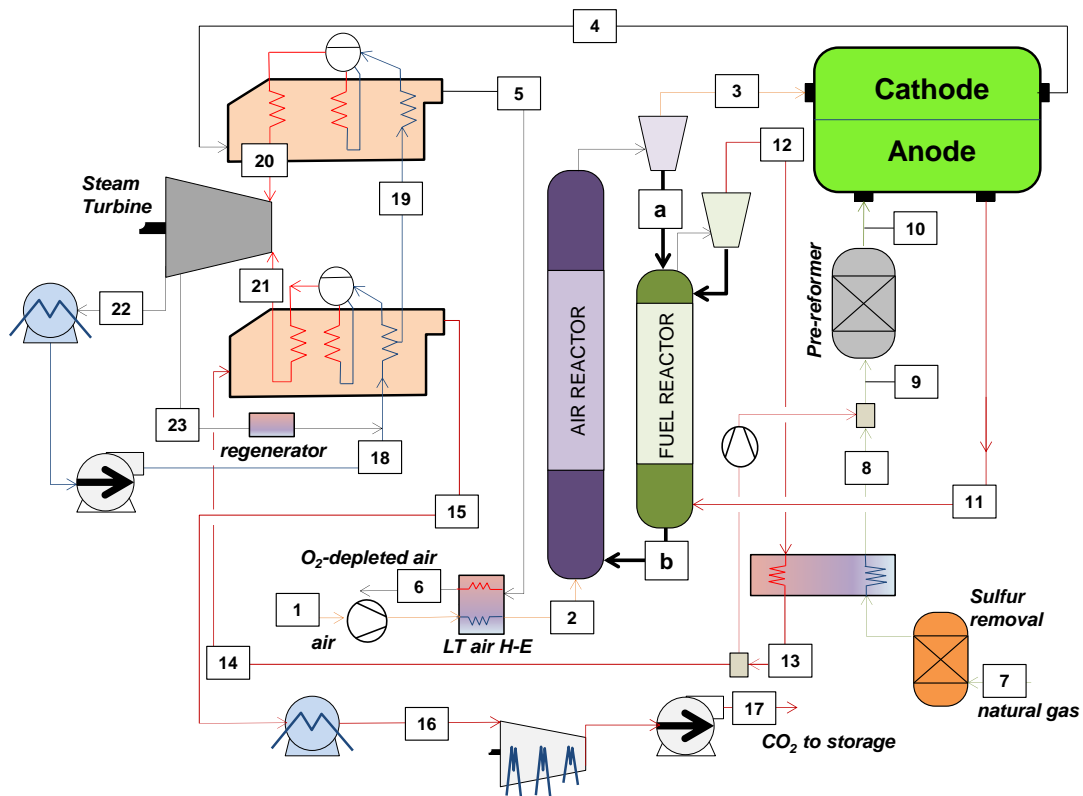 4
5
3
Cathode
Anode
12
20
Steam
Turbine
19
a
10
21
22
AIR REACTOR
FUEL REACTOR
Pre-reformer
9
23
regenerator
18
8
15
11
b
O2-depleted air
6
1
2
air
LT air H-E
Sulfur
removal
14
13
7
natural gas
16
17
CO2 to storage